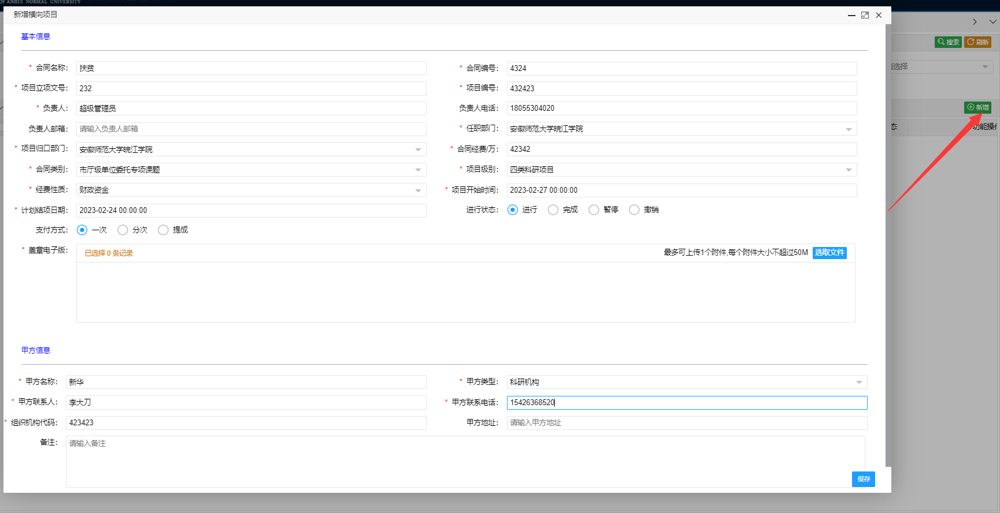 OF ANHUI NORMAL UNIVERSITY
新增横向项目
基本信息
搜索 刷新
* 合同名称: 扶贫 * 合同编号: 4324
请选择
* 项目立项文号: 232 * 项目编号: 432423
* 负责人: 超级管理员 负责人电话: 18055304020
新增
负责人邮箱: 请输入负责人邮箱 * 任职部门: 安徽师范大学皖江学院
态 功能操作
* 项目归口部门: 安徽师范大学皖江学院 * 合同经费/万: 42342
* 合同类别: 市厅级单位委托专项课题 * 项目级别: 四类科研项目
* 经费性质: 财政资金 * 项目开始时间: 2023-02-27 00:00:00
* 计划结项日期: 2023-02-24 00:00:00 进行状态: 进行 完成 暂停 撤销
支付方式: 一次 分次 提成
* 盖章电子版: 已选择 0 条记录 最多可上传1个附件,每个附件大小不超过50M 选取文件
甲方信息
* 甲方名称: 新华 * 甲方类型: 科研机构
* 甲方联系人: 李大刀 * 甲方联系电话: 15426368520
* 组织机构代码: 423423 甲方地址: 请输入甲方地址
备注: 请输入备注
保存